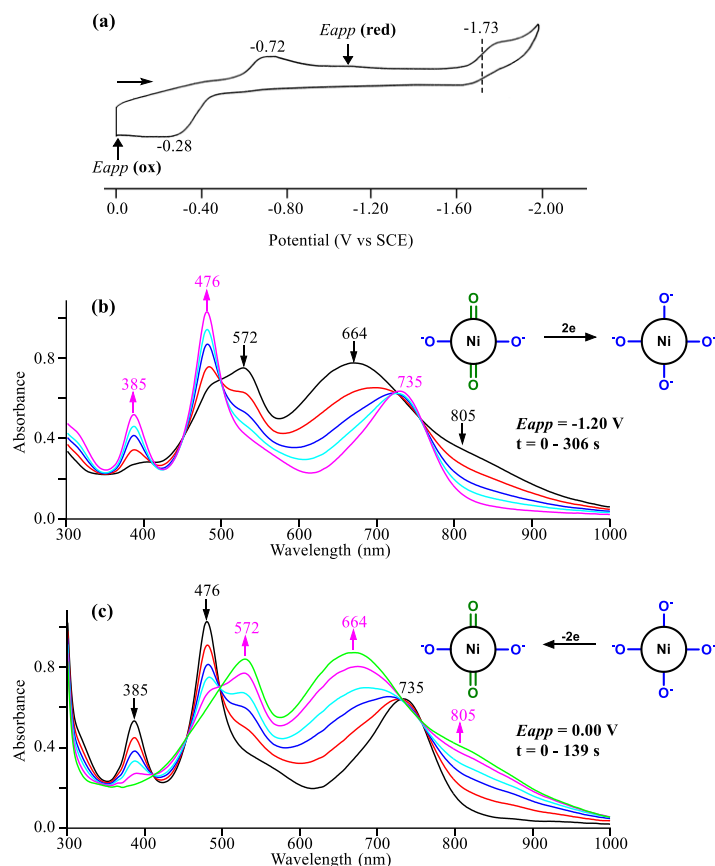 (a)
Eapp (red)
-0.72
-1.73
-0.28
Eapp (ox)
0.0 -0.40 -0.80 -1.20 -1.60 -2.00
Potential (V vs SCE)
(b)
476
572
664
385
735
805
O
-O Ni O-
O
2e
O-
-O Ni O-
O-
Eapp = -1.20 V
t = 0 - 306 s
Absorbance
0.8
0.4
0.0
300 400 500 600 700 800 900 1000
Wavelength (nm)
(c)
476
572
664
385
735
805
O
-O Ni O-
O
-2e
O-
-O Ni O-
O-
Eapp = 0.00 V
t = 0 - 139 s
Absorbance
0.8
0.4
0.0
300 400 500 600 700 800 900 1000
Wavelength (nm)